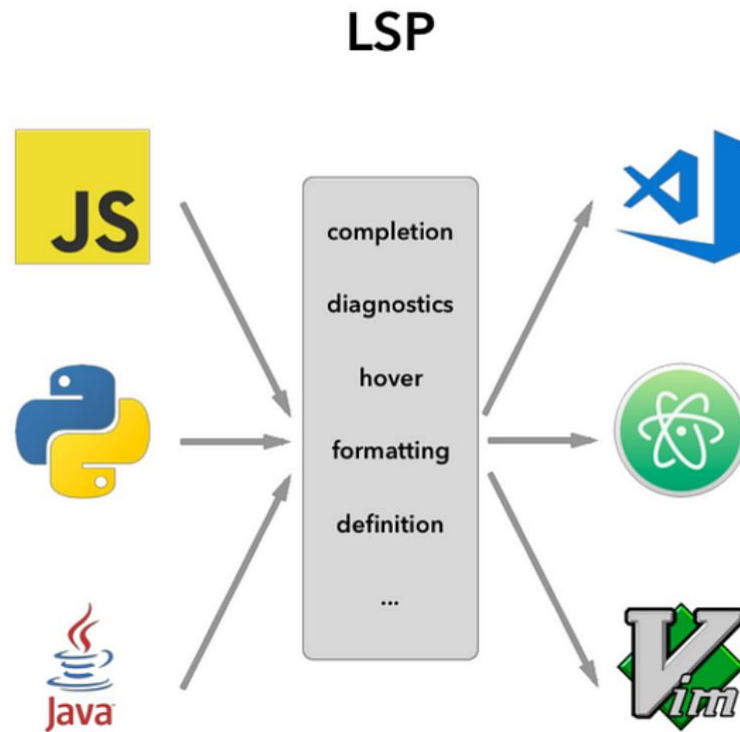 LSP
JS
completion
diagnostics
hover
formatting
definition
...
Java
Vim